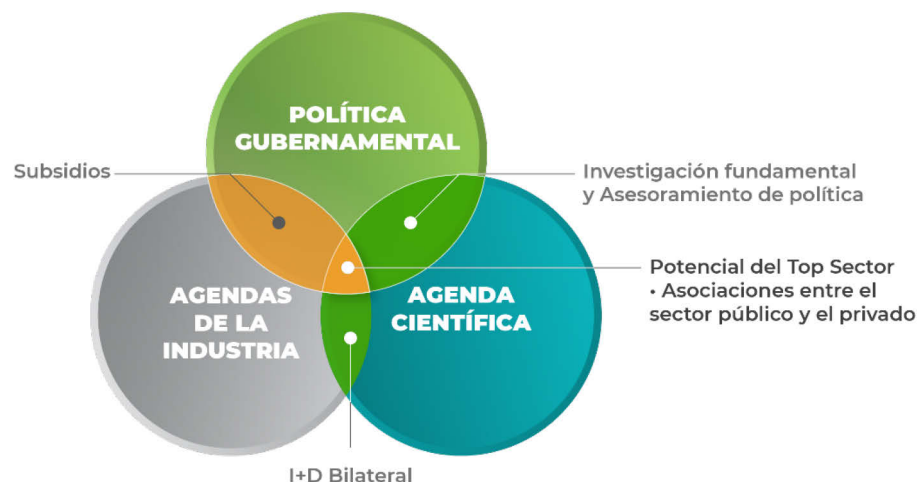 POLÍTICA
GUBERNAMENTAL
Subsidios
Investigación fundamental
y Asesoramiento de política
Potencial del Top Sector
• Asociaciones entre el
sector público y el privado
AGENDAS
DE LA
INDUSTRIA
AGENDA
CIENTÍFICA
I+D Bilateral